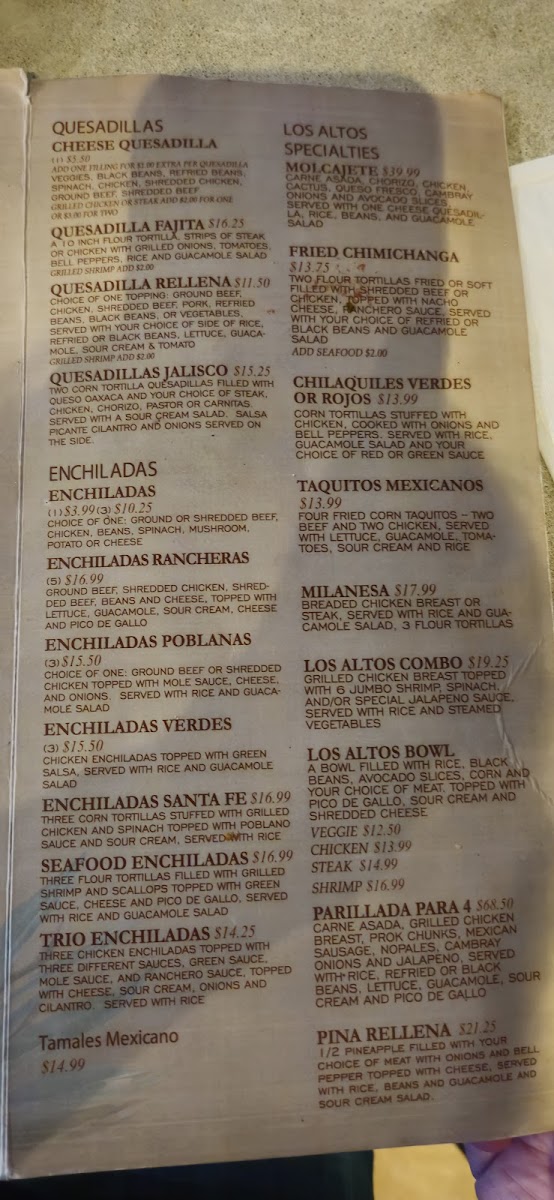 QUESADILLAS
CHEESE QUESADILLA
(1) $5.50
ADD ONE FILLING FOR $2.00 EXTRA PER QUESADILLA
VEGGIES, BLACK BEANS, REFRIED BEANS,
SPINACH, CHICKEN, SHREDDED CHICKEN,
GROUND BEEF, SHREDDED BEEF
GRILLED CHICKEN OR STEAK ADD $2.00 FOR ONE
OR $3.00 FOR TWO
QUESADILLA FAJITA $16.25
A 10 INCH FLOUR TORTILLA, STRIPS OF STEAK
OR CHICKEN WITH GRILLED ONIONS, TOMATOES,
BELL PEPPERS, RICE AND GUACAMOLE SALAD
GRILLED SHRIMP ADD $2.00
QUESADILLA RELLENA $11.50
CHOICE OF ONE TOPPING: GROUND BEEF,
CHICKEN, SHREDDED BEEF, PORK, REFRIED
BEANS, BLACK BEANS, OR VEGETABLES,
SERVED WITH YOUR CHOICE OF SIDE OF RICE,
REFRIED OR BLACK BEANS, LETTUCE, GUACA-
MOLE, SOUR CREAM & TOMATO
GRILLED SHRIMP ADD $2.00
QUESADILLAS JALISCO $15.25
TWO CORN TORTILLA QUESADILLAS FILLED WITH
QUESO OAXACA AND YOUR CHOICE OF STEAK,
CHICKEN, CHORIZO, PASTOR OR CARNITAS.
SERVED WITH A SOUR CREAM SALAD. SALSA
PICANTE CILANTRO AND ONIONS SERVED ON
THE SIDE.
ENCHILADAS
ENCHILADAS
(1) $3.99 (3) $10.25
CHOICE OF ONE: GROUND OR SHREDDED BEEF,
CHICKEN, BEANS, SPINACH, MUSHROOM,
POTATO OR CHEESE
ENCHILADAS RANCHERAS
(5) $16.99
GROUND BEEF, SHREDDED CHICKEN, SHRED-
DED BEEF, BEANS AND CHEESE, TOPPED WITH
LETTUCE, GUACAMOLE, SOUR CREAM, CHEESE
AND PICO DE GALLO
ENCHILADAS POBLANAS
(3) $15.50
CHOICE OF ONE: GROUND BEEF OR SHREDDED
CHICKEN TOPPED WITH MOLE SAUCE, CHEESE,
AND ONIONS. SERVED WITH RICE AND GUACA-
MOLE SALAD
ENCHILADAS VERDES
(3) $15.50
CHICKEN ENCHILADAS TOPPED WITH GREEN
SALSA, SERVED WITH RICE AND GUACAMOLE
SALAD
ENCHILADAS SANTA FE $16.99
THREE CORN TORTILLAS STUFFED WITH GRILLED
CHICKEN AND SPINACH TOPPED WITH POBLANO
SAUCE AND SOUR CREAM, SERVED WITH RICE
SEAFOOD ENCHILADAS $16.99
THREE FLOUR TORTILLAS FILLED WITH GRILLED
SHRIMP AND SCALLOPS TOPPED WITH GREEN
SAUCE, CHEESE AND PICO DE GALLO, SERVED
WITH RICE AND GUACAMOLE SALAD
TRIO ENCHILADAS $14.25
THREE CHICKEN ENCHILADAS TOPPED WITH
THREE DIFFERENT SAUCES, GREEN SAUCE,
MOLE SAUCE, AND RANCHERO SAUCE, TOPPED
WITH CHEESE, SOUR CREAM, ONIONS AND
CILANTRO. SERVED WITH RICE
Tamales Mexicano
$14.99
LOS ALTOS
SPECIALTIES
MOLCAJETE $39.99
CARNE ASADA, CHORIZO, CHICKEN,
CACTUS, QUESO FRESCO, CAMBRAY
ONIONS AND AVOCADO SLICES
SERVED WITH ONE CHEESE QUESADIL-
LA, RICE, BEANS, AND GUACAMOLE
SALAD
FRIED CHIMICHANGA
$13.75
TWO FLOUR TORTILLAS FRIED OR SOFT
FILLED WITH SHREDDED BEEF OR
CHICKEN, TOPPED WITH NACHO
CHEESE, RANCHERO SAUCE, SERVED
WITH YOUR CHOICE OF REFRIED OR
BLACK BEANS AND GUACAMOLE
SALAD
ADD SEAFOOD $2.00
CHILAQUILES VERDES
OR ROJOS $13.99
CORN TORTILLAS STUFFED WITH
CHICKEN, COOKED WITH ONIONS AND
BELL PEPPERS. SERVED WITH RICE,
GUACAMOLE SALAD AND YOUR
CHOICE OF RED OR GREEN SAUCE
TAQUITOS MEXICANOS
$13.99
FOUR FRIED CORN TAQUITOS – TWO
BEEF AND TWO CHICKEN, SERVED
WITH LETTUCE, GUACAMOLE, TOMA-
TOES, SOUR CREAM AND RICE
MILANESA $17.99
BREADED CHICKEN BREAST OR
STEAK, SERVED WITH RICE AND GUA-
CAMOLE SALAD, 3 FLOUR TORTILLAS
LOS ALTOS COMBO $19.25
GRILLED CHICKEN BREAST TOPPED
WITH 6 JUMBO SHRIMP, SPINACH,
AND/OR SPECIAL JALAPENO SAUCE,
SERVED WITH RICE AND STEAMED
VEGETABLES
LOS ALTOS BOWL
A BOWL FILLED WITH RICE, BLACK
BEANS, AVOCADO SLICES, CORN AND
YOUR CHOICE OF MEAT. TOPPED WITH
PICO DE GALLO, SOUR CREAM AND
SHREDDED CHEESE
VEGGIE $12.50
CHICKEN $13.99
STEAK $14.99
SHRIMP $16.99
PARILLADA PARA 4 $68.50
CARNE ASADA, GRILLED CHICKEN
BREAST, PROK CHUNKS, MEXICAN
SAUSAGE, NOPALES, CAMBRAY
ONIONS AND JALAPENO, SERVED
WITH RICE, REFRIED OR BLACK
BEANS, LETTUCE, GUACAMOLE, SOUR
CREAM AND PICO DE GALLO
PINA RELLENA $21.25
1/2 PINEAPPLE FILLED WITH YOUR
CHOICE OF MEAT WITH ONIONS AND BELL
PEPPER TOPPED WITH CHEESE, SERVED
WITH RICE, BEANS AND GUACAMOLE AND
SOUR CREAM SALAD.